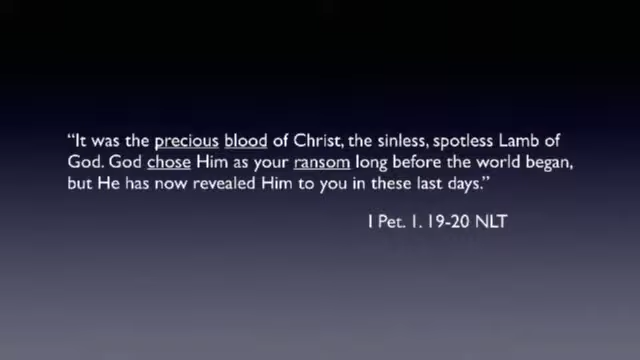 “It was the precious blood of Christ, the sinless, spotless Lamb of
God. God chose Him as your ransom long before the world began,
but He has now revealed Him to you in these last days.”
1 Pet. 1. 19-20 NLT